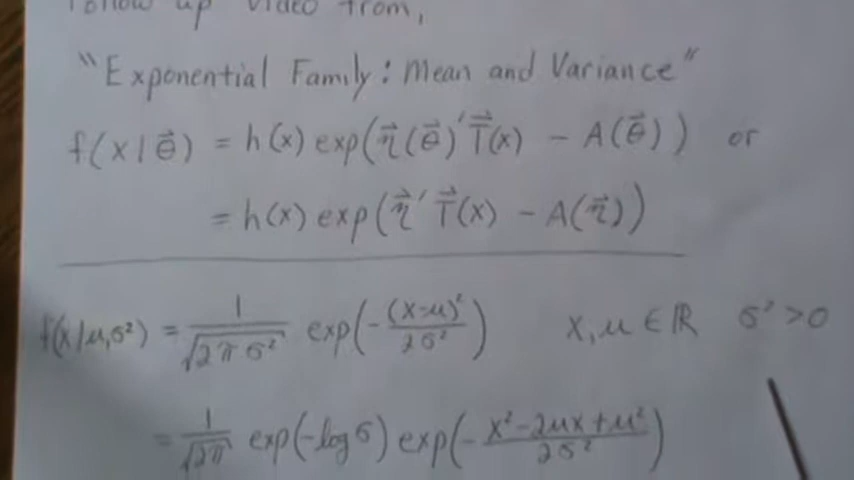 Follow up video from,
"Exponential Family: Mean and Variance"
f(x|θ⃗) = h(x) exp(η⃗(θ⃗)'T⃗(x) - A(θ⃗)) or
= h(x) exp(η⃗'T⃗(x) - A(η⃗))
f(x|μ,σ²) = 1/√(2πσ²) exp(-(x-μ)²/2σ²) x,μ ∈ ℝ σ² > 0
= 1/√2π exp(-log σ) exp(-x²-2μx+μ²/2σ²)